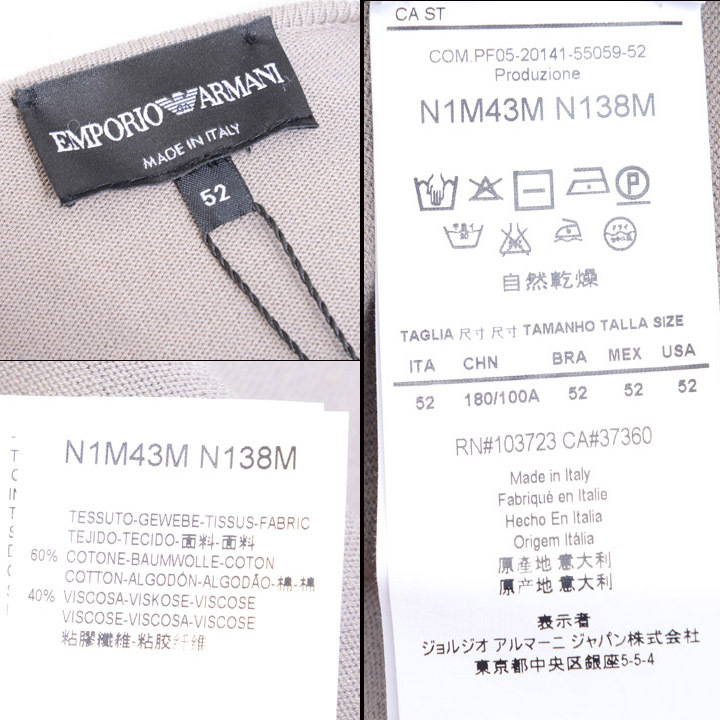 EMPORIO ARMANI
MADE IN ITALY
52
CA ST
COM.PF05-20141-55059-52
Produzione
N1M43M N138M
P
自然乾燥
TAGLIA 尺寸 尺寸 TAMANHO TALLA SIZE
ITA CHN BRA MEX USA
52 180/100A 52 52 52
RN#103723 CA#37360
Made in Italy
Fabriqué en Italie
Hecho En Italia
Origem Itália
原產地 意大利
原产地 意大利
表示者
ジョルジオ アルマーニ ジャパン株式会社
東京都中央区銀座5-5-4
N1M43M N138M
TESSUTO-GEWEBE-TISSUS-FABRIC
TEJIDO-TECIDO-面料-面料
60% COTONE-BAUMWOLLE-COTON
COTTON-ALGODÓN-ALGODÃO-棉-棉
40% VISCOSA-VISKOSE-VISCOSE
VISCOSE-VISCOSA-VISCOSE
粘膠纖維-粘胶纤维